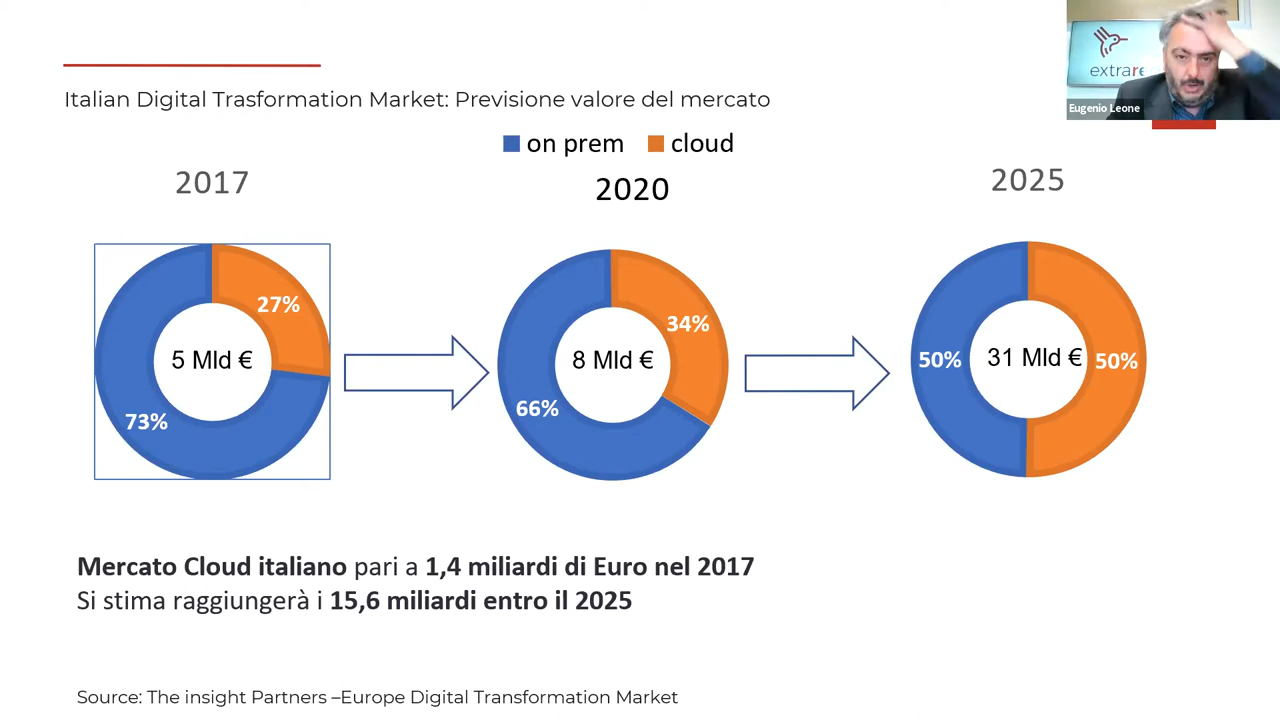 extrare
Eugenio Leone
Italian Digital Trasformation Market: Previsione valore del mercato
on prem cloud
2017
2020
2025
27%
5 Mld €
73%
34%
8 Mld €
66%
50%
31 Mld €
50%
Mercato Cloud italiano pari a 1,4 miliardi di Euro nel 2017
Si stima raggiungerà i 15,6 miliardi entro il 2025
Source: The insight Partners –Europe Digital Transformation Market